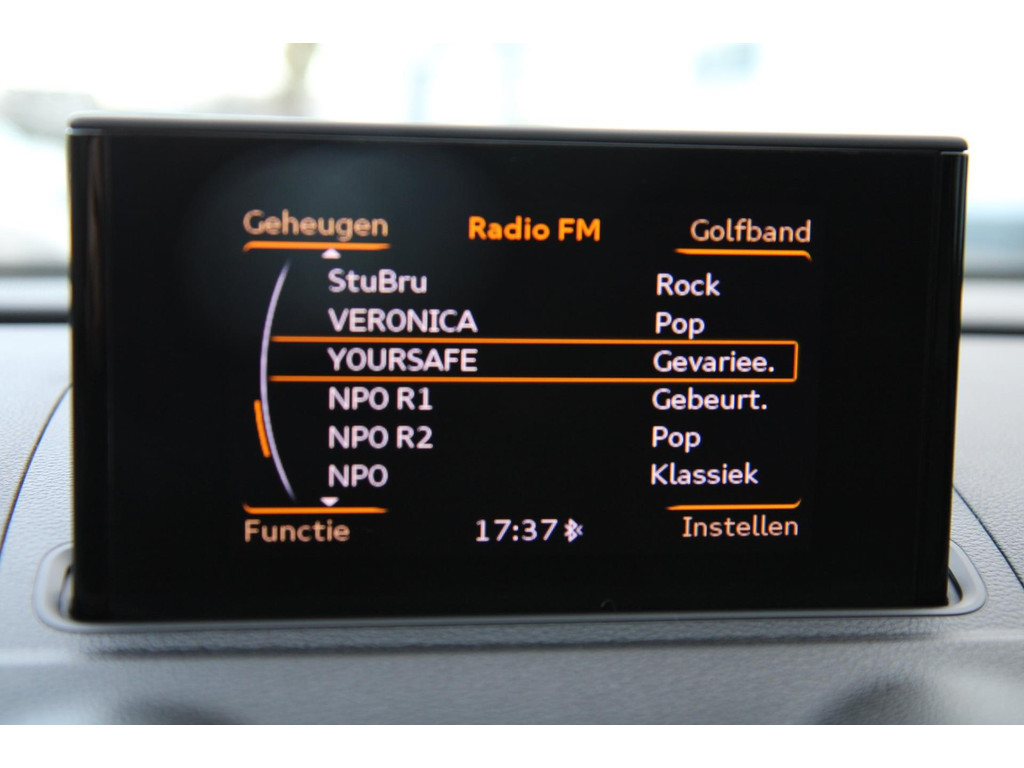 Geheugen Radio FM Golfband
StuBru Rock
VERONICA Pop
YOURSAFE Gevariee.
NPO R1 Gebeurt.
NPO R2 Pop
NPO Klassiek
Functie 17:37 Instellen